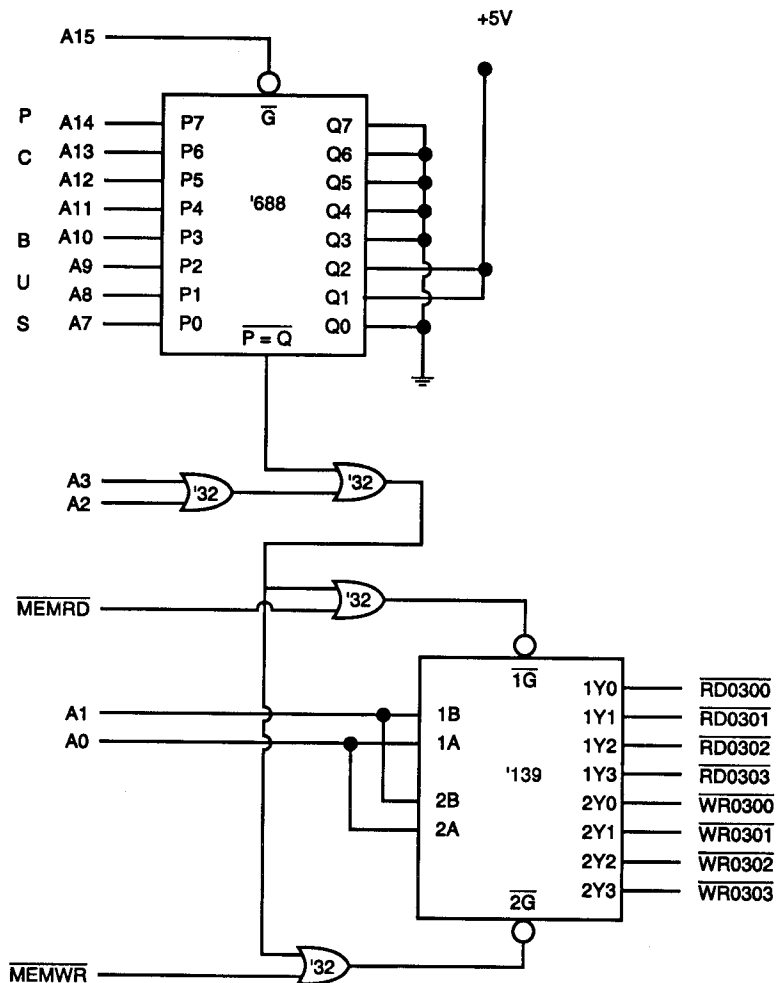 +5V
A15
G
P
C
B
U
S
A14 P7 Q7
A13 P6 Q6
A12 P5 Q5
A11 P4 '688 Q4
A10 P3 Q3
A9 P2 Q2
A8 P1 Q1
A7 P0 P = Q Q0
A3
A2
'32
'32
MEMRD
'32
1G
1Y0 RD0300
A1 1B 1Y1 RD0301
A0 1A 1Y2 RD0302
'139 1Y3 RD0303
2B 2Y0 WR0300
2A 2Y1 WR0301
2Y2 WR0302
2G 2Y3 WR0303
MEMWR
'32